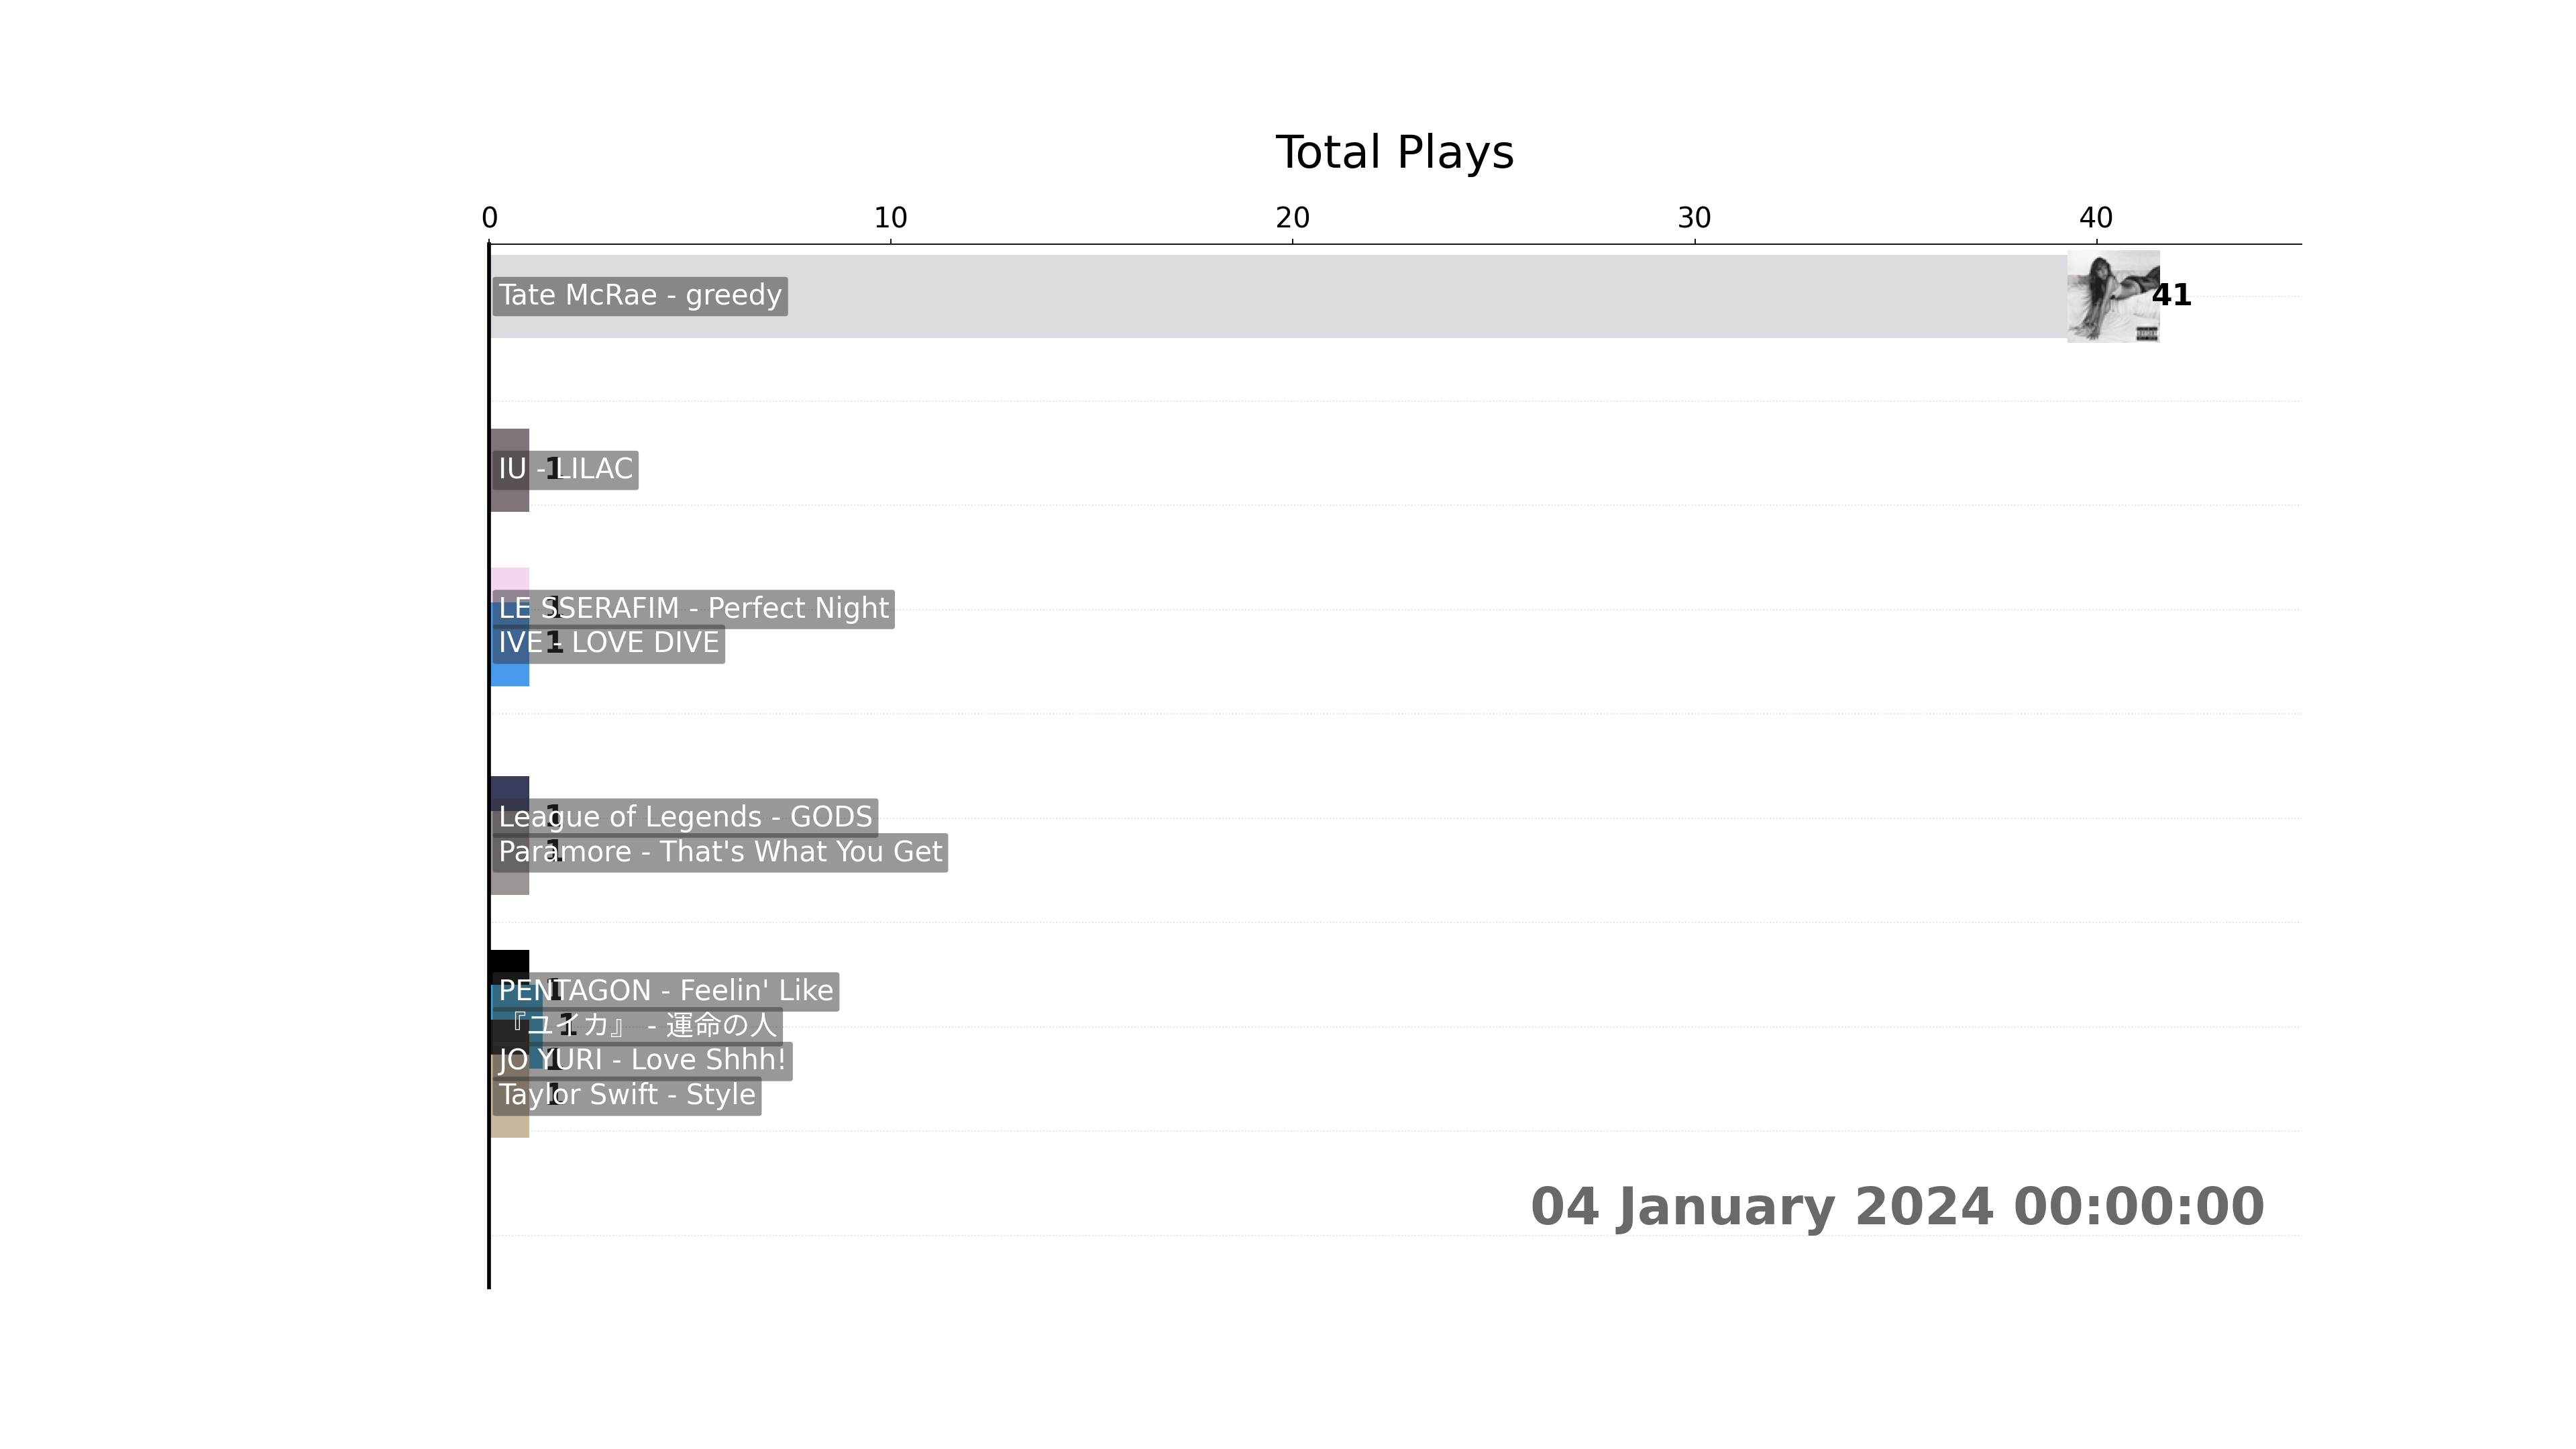 Total Plays
0 10 20 30 40
Tate McRae - greedy 41
IU - LILAC 1
LE SSERAFIM - Perfect Night 1
IVE - LOVE DIVE 1
League of Legends - GODS 1
Paramore - That's What You Get 1
PENTAGON - Feelin' Like 1
『ユイカ』 - 運命の人 1
JO YURI - Love Shhh! 1
Taylor Swift - Style 1
04 January 2024 00:00:00